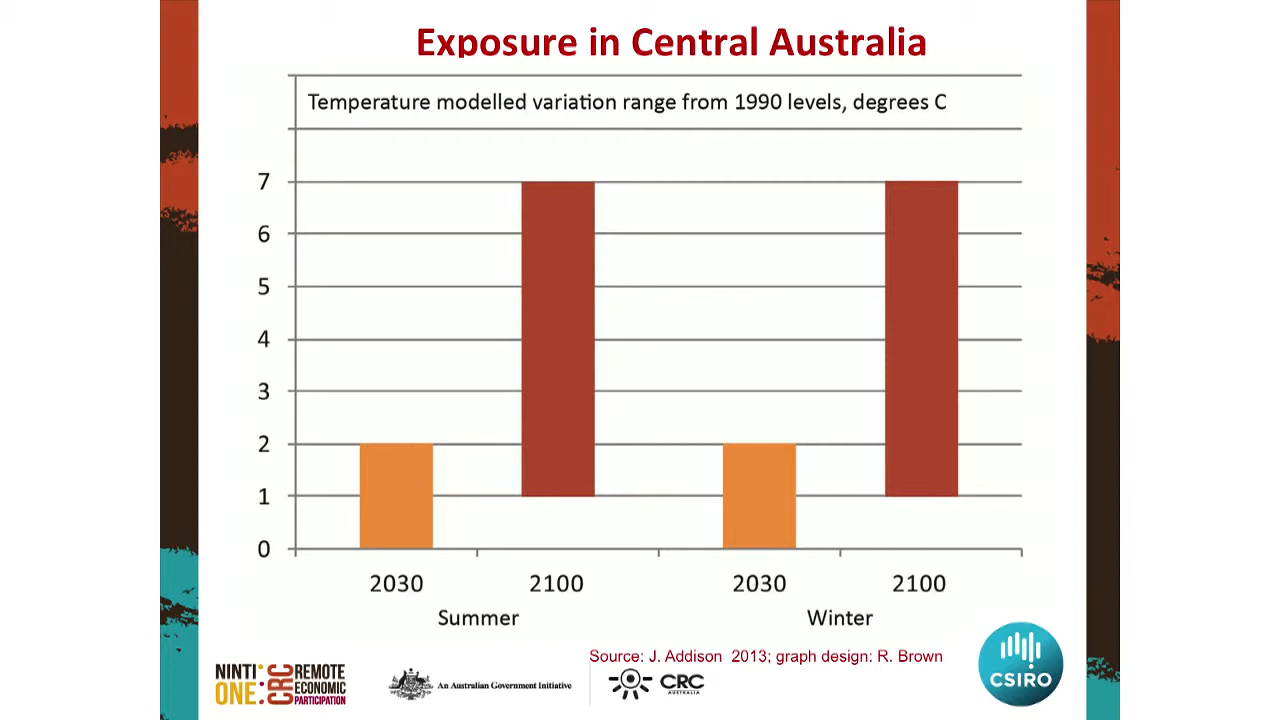 Exposure in Central Australia
Temperature modelled variation range from 1990 levels, degrees C
7
6
5
4
3
2
1
0
2030 2100 2030 2100
Summer Winter
Source: J. Addison 2013; graph design: R. Brown
NINTI ONE
CRC
REMOTE
ECONOMIC
PARTICIPATION
An Australian Government Initiative
CRC
AUSTRALIA
CSIRO